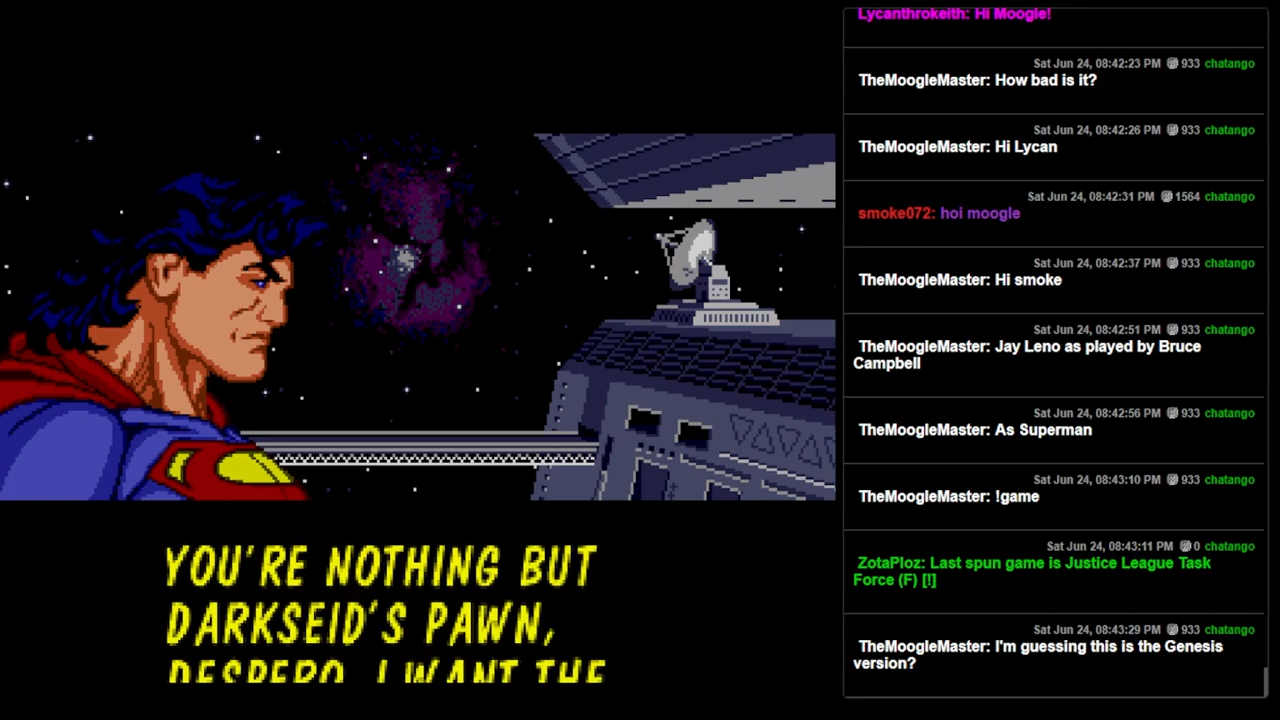 Lycanthrokeith: Hi Moogle!
Sat Jun 24, 08:42:23 PM 933 chatango
TheMoogleMaster: How bad is it?
Sat Jun 24, 08:42:26 PM 933 chatango
TheMoogleMaster: Hi Lycan
Sat Jun 24, 08:42:31 PM 1564 chatango
smoke072: hoi moogle
Sat Jun 24, 08:42:37 PM 933 chatango
TheMoogleMaster: Hi smoke
Sat Jun 24, 08:42:51 PM 933 chatango
TheMoogleMaster: Jay Leno as played by Bruce
Campbell
Sat Jun 24, 08:42:56 PM 933 chatango
TheMoogleMaster: As Superman
Sat Jun 24, 08:43:10 PM 933 chatango
TheMoogleMaster: !game
Sat Jun 24, 08:43:11 PM 0 chatango
ZotaPloz: Last spun game is Justice League Task
Force (F) [!]
Sat Jun 24, 08:43:29 PM 933 chatango
TheMoogleMaster: I'm guessing this is the Genesis
version?
YOU'RE NOTHING BUT
DARKSEID'S PAWN,
DESPERO. I WANT THE